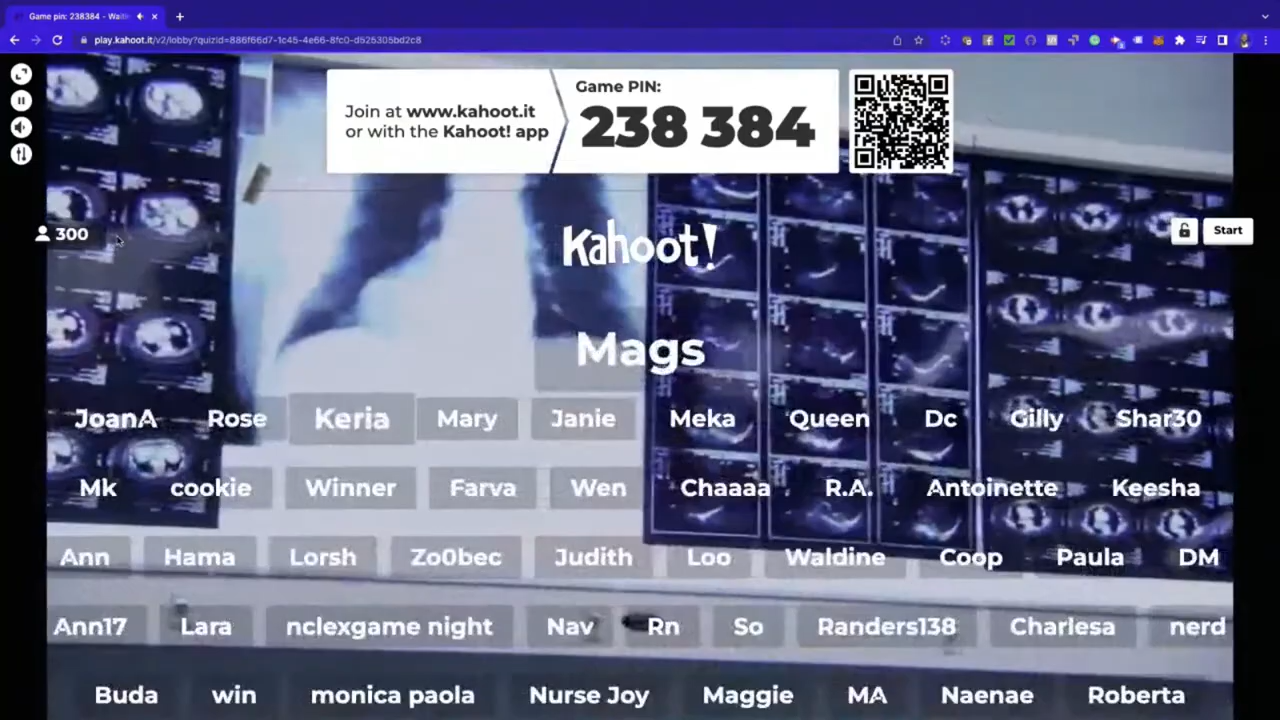 Game pin: 238384 - Waiti
play.kahoot.it/v2/lobby?quizId=886f66d7-1c45-4e66-8fc0-d525305bd2c8
Join at www.kahoot.it
or with the Kahoot! app
Game PIN:
238 384
300
Start
Kahoot!
Mags
JoanA Rose Keria Mary Janie Meka Queen Dc Gilly Shar30
Mk cookie Winner Farva Wen Chaaaa R.A. Antoinette Keesha
Ann Hama Lorsh Zo0bec Judith Loo Waldine Coop Paula DM
Ann17 Lara nclexgame night Nav Rn So Randers138 Charlesa nerd
Buda win monica paola Nurse Joy Maggie MA Naenae Roberta